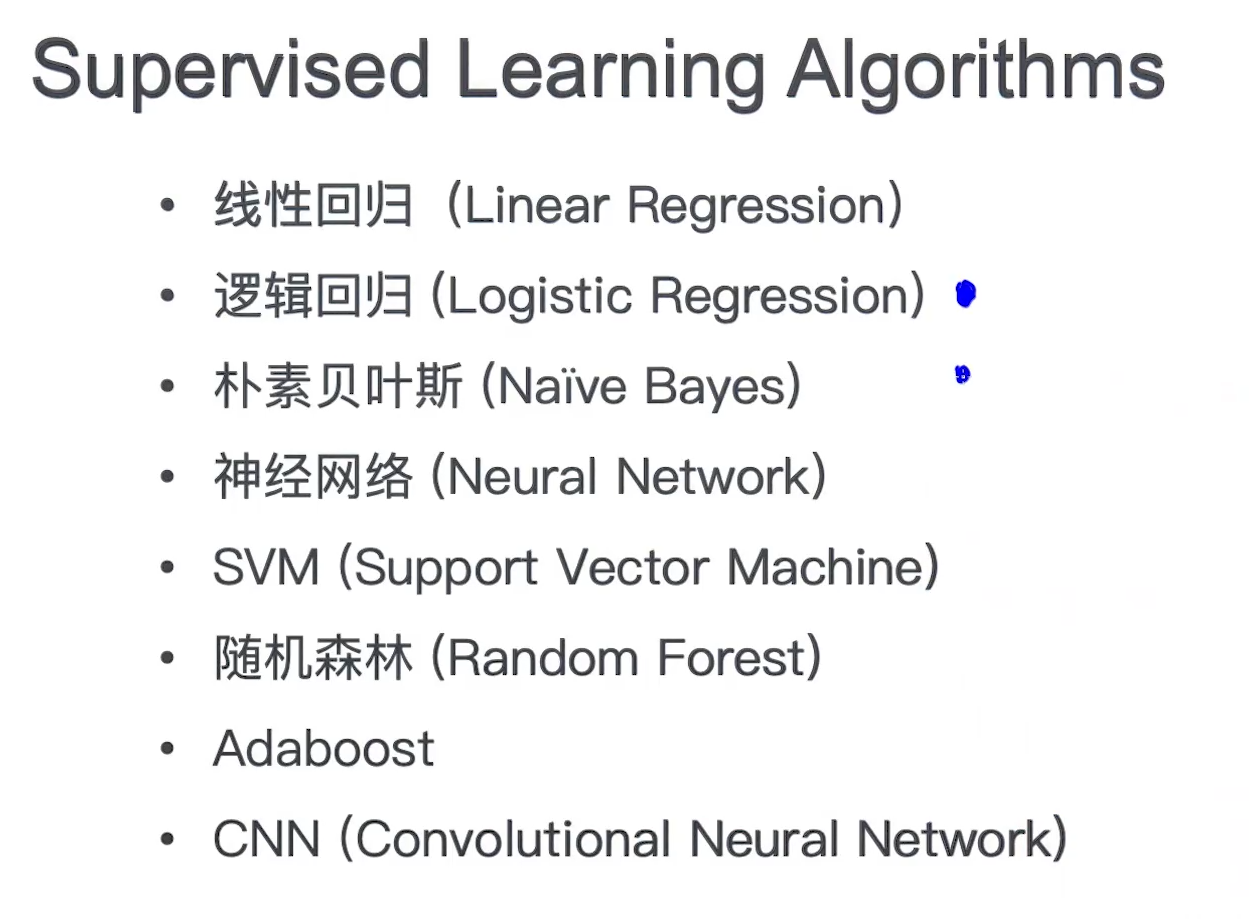 Supervised Learning Algorithms
• 线性回归 (Linear Regression)
• 逻辑回归 (Logistic Regression)
• 朴素贝叶斯 (Naïve Bayes)
• 神经网络 (Neural Network)
• SVM (Support Vector Machine)
• 随机森林 (Random Forest)
• Adaboost
• CNN (Convolutional Neural Network)